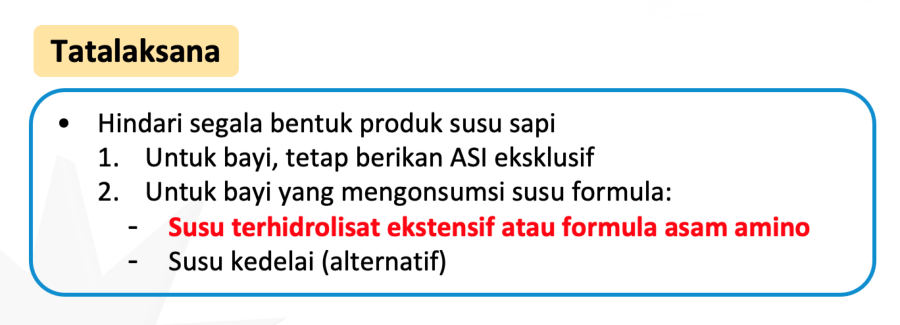 Tatalaksana
• Hindari segala bentuk produk susu sapi
1. Untuk bayi, tetap berikan ASI eksklusif
2. Untuk bayi yang mengonsumsi susu formula:
- Susu terhidrolisat ekstensif atau formula asam amino
- Susu kedelai (alternatif)